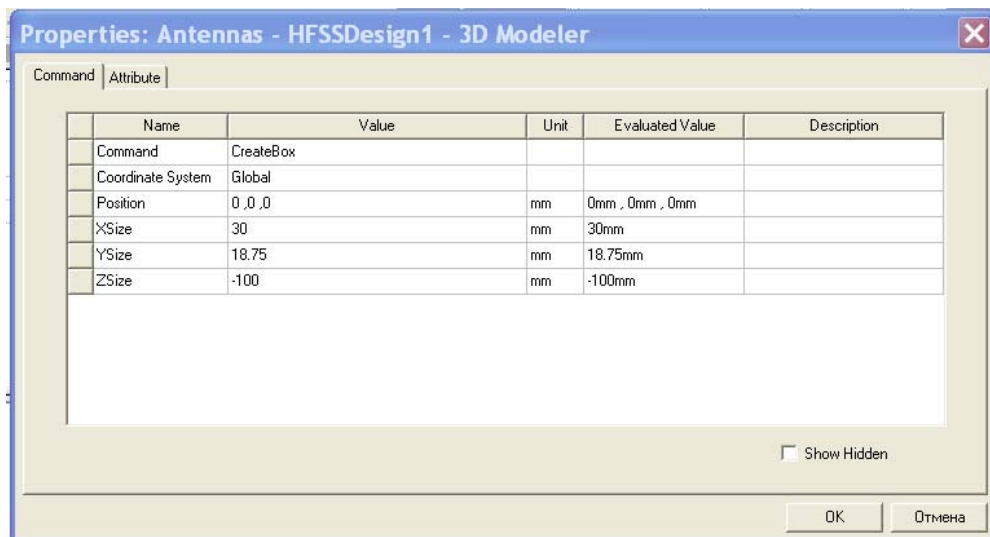 Properties: Antennas - HFSSDesign1 - 3D Modeler
Command Attribute
Name Value Unit Evaluated Value Description
Command CreateBox
Coordinate System Global
Position 0 ,0 ,0 mm 0mm , 0mm , 0mm
XSize 30 mm 30mm
YSize 18.75 mm 18.75mm
ZSize -100 mm -100mm
Show Hidden
OK Отмена